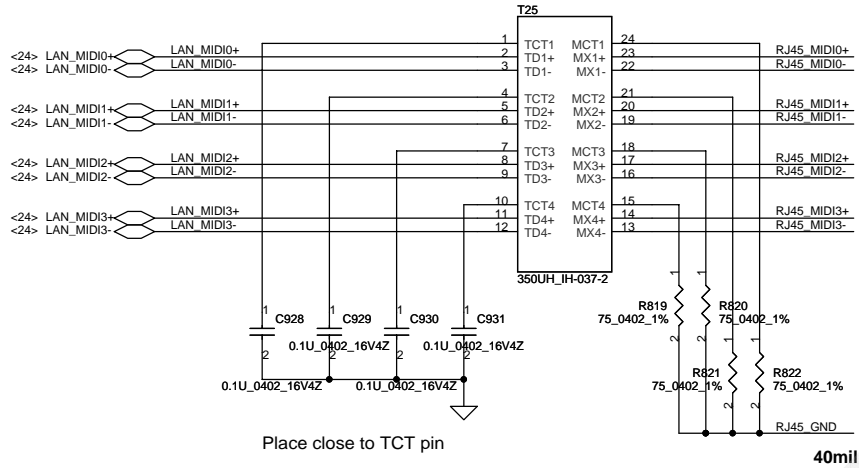 T25
1 TCT1 MCT1 24
<24> LAN_MIDI0+ LAN_MIDI0+ 2 TD1+ MX1+ 23 RJ45_MIDI0+
<24> LAN_MIDI0- LAN_MIDI0- 3 TD1- MX1- 22 RJ45_MIDI0-
4 TCT2 MCT2 21
<24> LAN_MIDI1+ LAN_MIDI1+ 5 TD2+ MX2+ 20 RJ45_MIDI1+
<24> LAN_MIDI1- LAN_MIDI1- 6 TD2- MX2- 19 RJ45_MIDI1-
7 TCT3 MCT3 18
<24> LAN_MIDI2+ LAN_MIDI2+ 8 TD3+ MX3+ 17 RJ45_MIDI2+
<24> LAN_MIDI2- LAN_MIDI2- 9 TD3- MX3- 16 RJ45_MIDI2-
10 TCT4 MCT4 15
<24> LAN_MIDI3+ LAN_MIDI3+ 11 TD4+ MX4+ 14 RJ45_MIDI3+
<24> LAN_MIDI3- LAN_MIDI3- 12 TD4- MX4- 13 RJ45_MIDI3-
350UH_IH-037-2
1 1 1 1 1 1
C928 C929 C930 C931 R819 R820
75_0402_1% 75_0402_1%
2 2 2 2 2 2
0.1U_0402_16V4Z 0.1U_0402_16V4Z
1 1
R821 R822
0.1U_0402_16V4Z 0.1U_0402_16V4Z 75_0402_1% 75_0402_1%
2 2
RJ45_GND
Place close to TCT pin
40mil